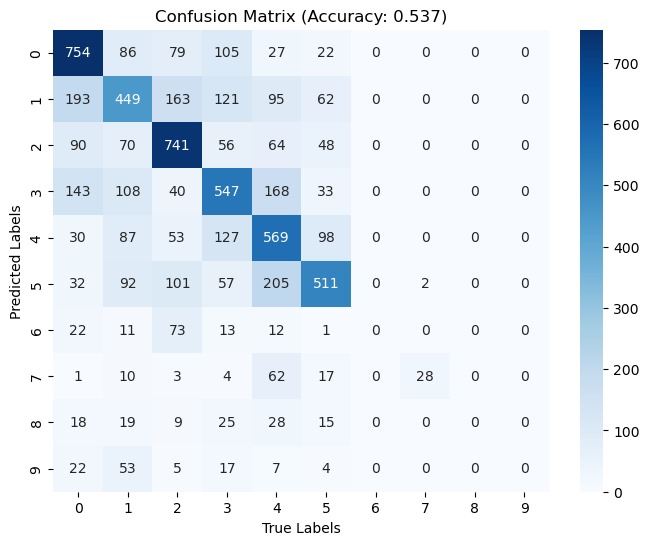 Confusion Matrix (Accuracy: 0.537)
0 754 86 79 105 27 22 0 0 0 0
1 193 449 163 121 95 62 0 0 0 0
2 90 70 741 56 64 48 0 0 0 0
3 143 108 40 547 168 33 0 0 0 0
4 30 87 53 127 569 98 0 0 0 0
5 32 92 101 57 205 511 0 2 0 0
6 22 11 73 13 12 1 0 0 0 0
7 1 10 3 4 62 17 0 28 0 0
8 18 19 9 25 28 15 0 0 0 0
9 22 53 5 17 7 4 0 0 0 0
0 1 2 3 4 5 6 7 8 9
True Labels
Predicted Labels
700
600
500
400
300
200
100
0